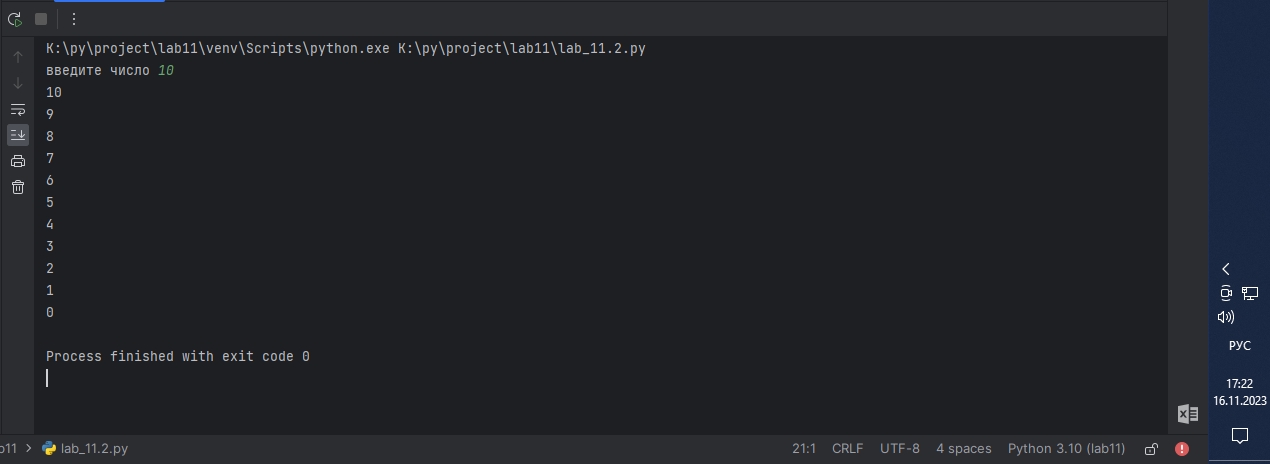 K:\py\project\lab11\venv\Scripts\python.exe K:\py\project\lab11\lab_11.2.py
введите число 10
10
9
8
7
6
5
4
3
2
1
0
Process finished with exit code 0
РУС
17:22
16.11.2023
b11 > lab_11.2.py
21:1 CRLF UTF-8 4 spaces Python 3.10 (lab11)